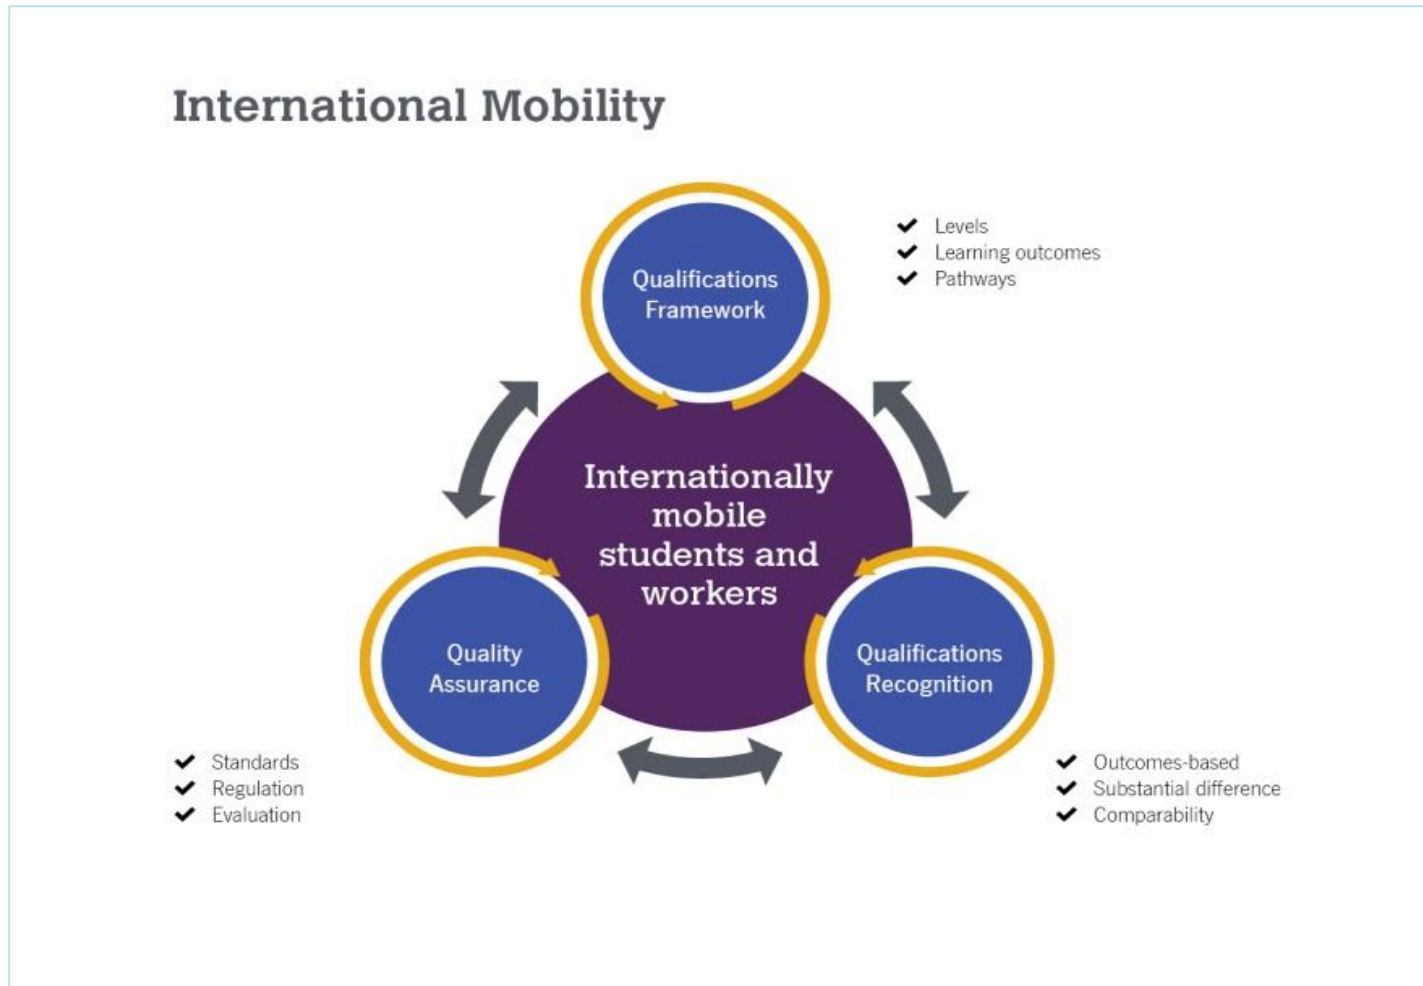 International Mobility
Qualifications
Framework
Levels
Learning outcomes
Pathways
Internationally
mobile
students and
workers
Quality
Assurance
Qualifications
Recognition
Standards
Regulation
Evaluation
Outcomes-based
Substantial difference
Comparability